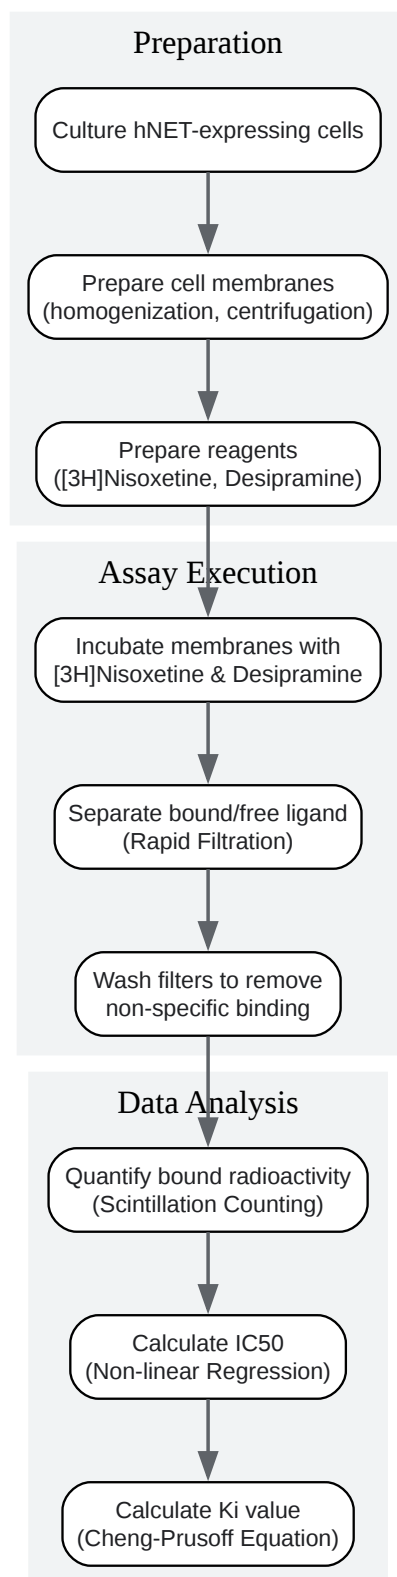 Preparation
Culture hNET-expressing cells
Prepare cell membranes
(homogenization, centrifugation)
Prepare reagents
([3H]Nisoxetine, Desipramine)
Assay Execution
Incubate membranes with
[3H]Nisoxetine & Desipramine
Separate bound/free ligand
(Rapid Filtration)
Wash filters to remove
non-specific binding
Data Analysis
Quantify bound radioactivity
(Scintillation Counting)
Calculate IC50
(Non-linear Regression)
Calculate Ki value
(Cheng-Prusoff Equation)